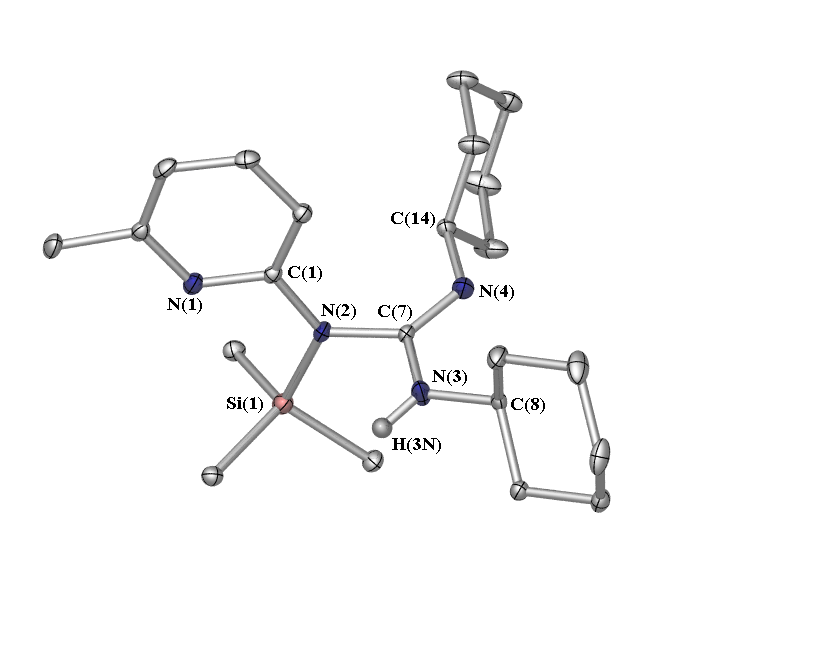 C(14)
C(1)
N(1)
N(4)
N(2)
C(7)
N(3)
Si(1)
C(8)
H(3N)